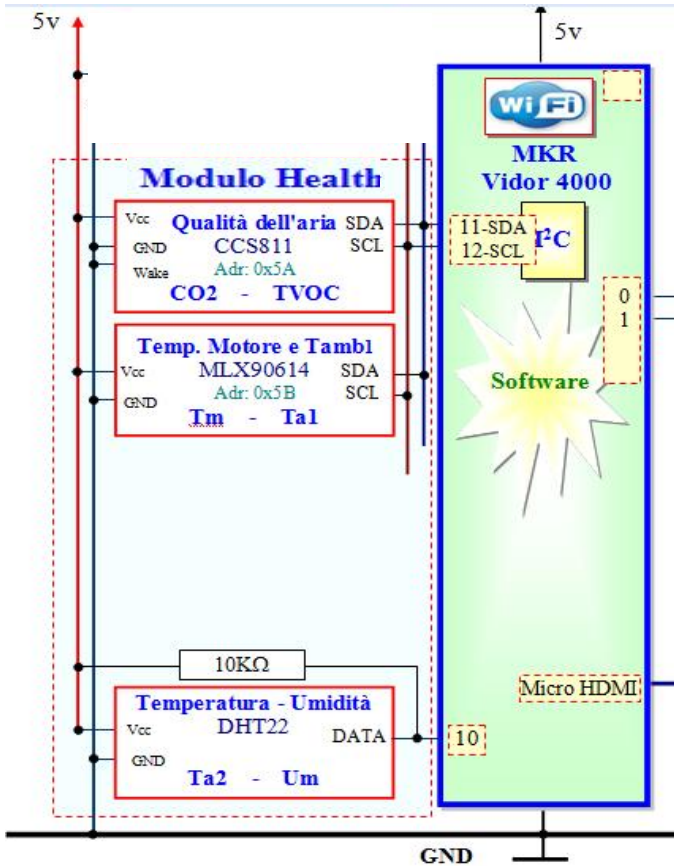 5v
5v
WiFi
MKR
Vidor 4000
Modulo Health
Vcc
Qualità dell'aria
SDA
GND
CCS811
SCL
Wake
Adr: 0x5A
CO2 - TVOC
11-SDA
12-SCL
I²C
0
1
Temp. Motore e Tamb1
Vcc
MLX90614
SDA
GND
Adr: 0x5B
SCL
Tm - Ta1
Software
10KΩ
Micro HDMI
Temperatura - Umidità
Vcc
DHT22
DATA
10
GND
Ta2 - Um
GND